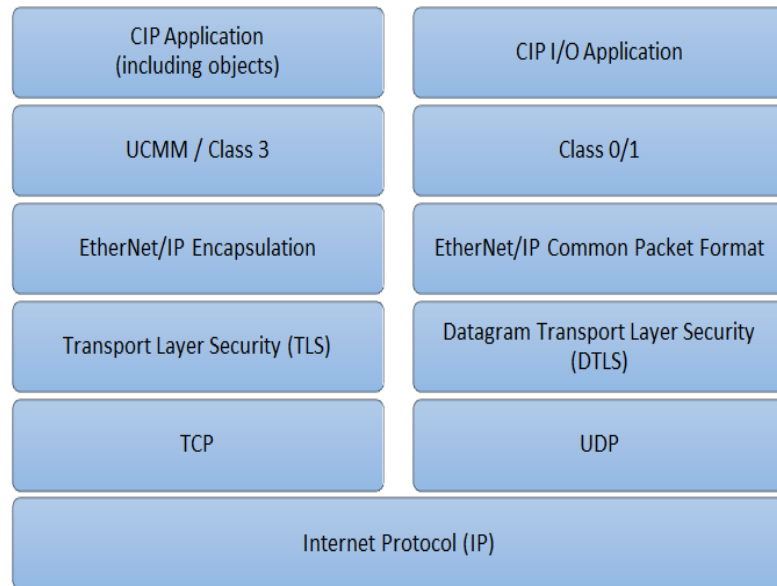 CIP Application
(including objects)
CIP I/O Application
UCMM / Class 3
Class 0/1
EtherNet/IP Encapsulation
EtherNet/IP Common Packet Format
Transport Layer Security (TLS)
Datagram Transport Layer Security
(DTLS)
TCP
UDP
Internet Protocol (IP)